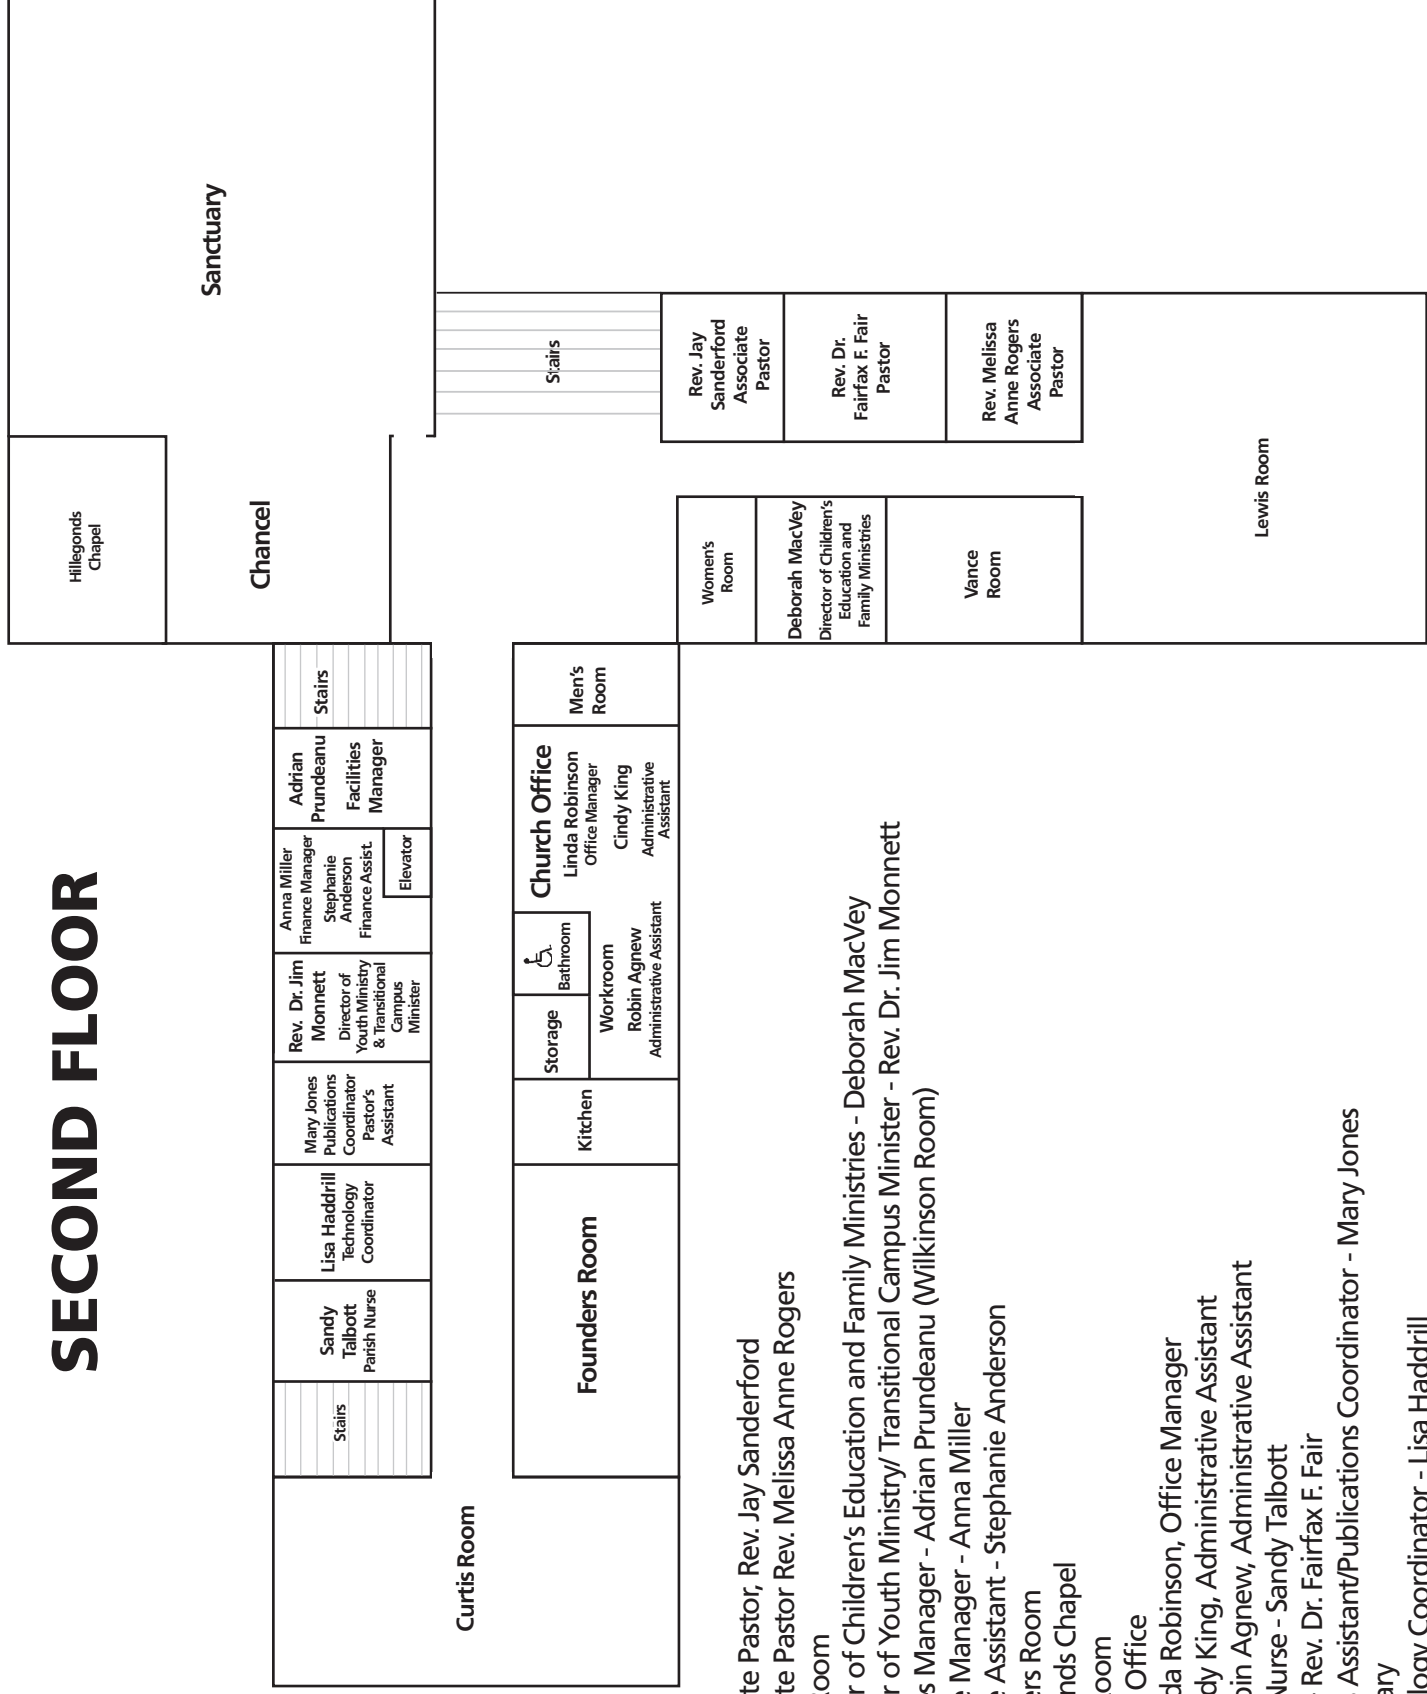 SECOND FLOOR
Sanctuary
Hillegonds
Chapel
Chancel
Stairs
Rev. Jay
Sanderford
Associate
Pastor
Rev. Dr.
Fairfax F. Fair
Pastor
Rev. Melissa
Anne Rogers
Associate
Pastor
Lewis Room
Women's
Room
Deborah MacVey
Director of Children's
Education and
Family Ministries
Vance
Room
Stairs
Adrian
Prundeanu
Facilities
Manager
Anna Miller
Finance Manager
Stephanie
Anderson
Finance Assist.
Elevator
Rev. Dr. Jim
Monnett
Director of
Youth Ministry
& Transitional
Campus
Minister
Mary Jones
Publications
Coordinator
Pastor's
Assistant
Lisa Haddrill
Technology
Coordinator
Sandy
Talbott
Parish Nurse
Stairs
Curtis Room
Men's
Room
Church Office
Linda Robinson
Office Manager
Cindy King
Administrative
Assistant
Bathroom
Storage
Workroom
Robin Agnew
Administrative Assistant
Kitchen
Founders Room
te Pastor, Rev. Jay Sanderford
te Pastor Rev. Melissa Anne Rogers
oom
r of Children's Education and Family Ministries - Deborah MacVey
r of Youth Ministry/ Transitional Campus Minister - Rev. Dr. Jim Monnett
s Manager - Adrian Prundeanu (Wilkinson Room)
e Manager - Anna Miller
e Assistant - Stephanie Anderson
ers Room
nds Chapel
oom
Office
da Robinson, Office Manager
dy King, Administrative Assistant
bin Agnew, Administrative Assistant
Nurse - Sandy Talbott
- Rev. Dr. Fairfax F. Fair
Assistant/Publications Coordinator - Mary Jones
ary
logy Coordinator - Lisa Haddrill